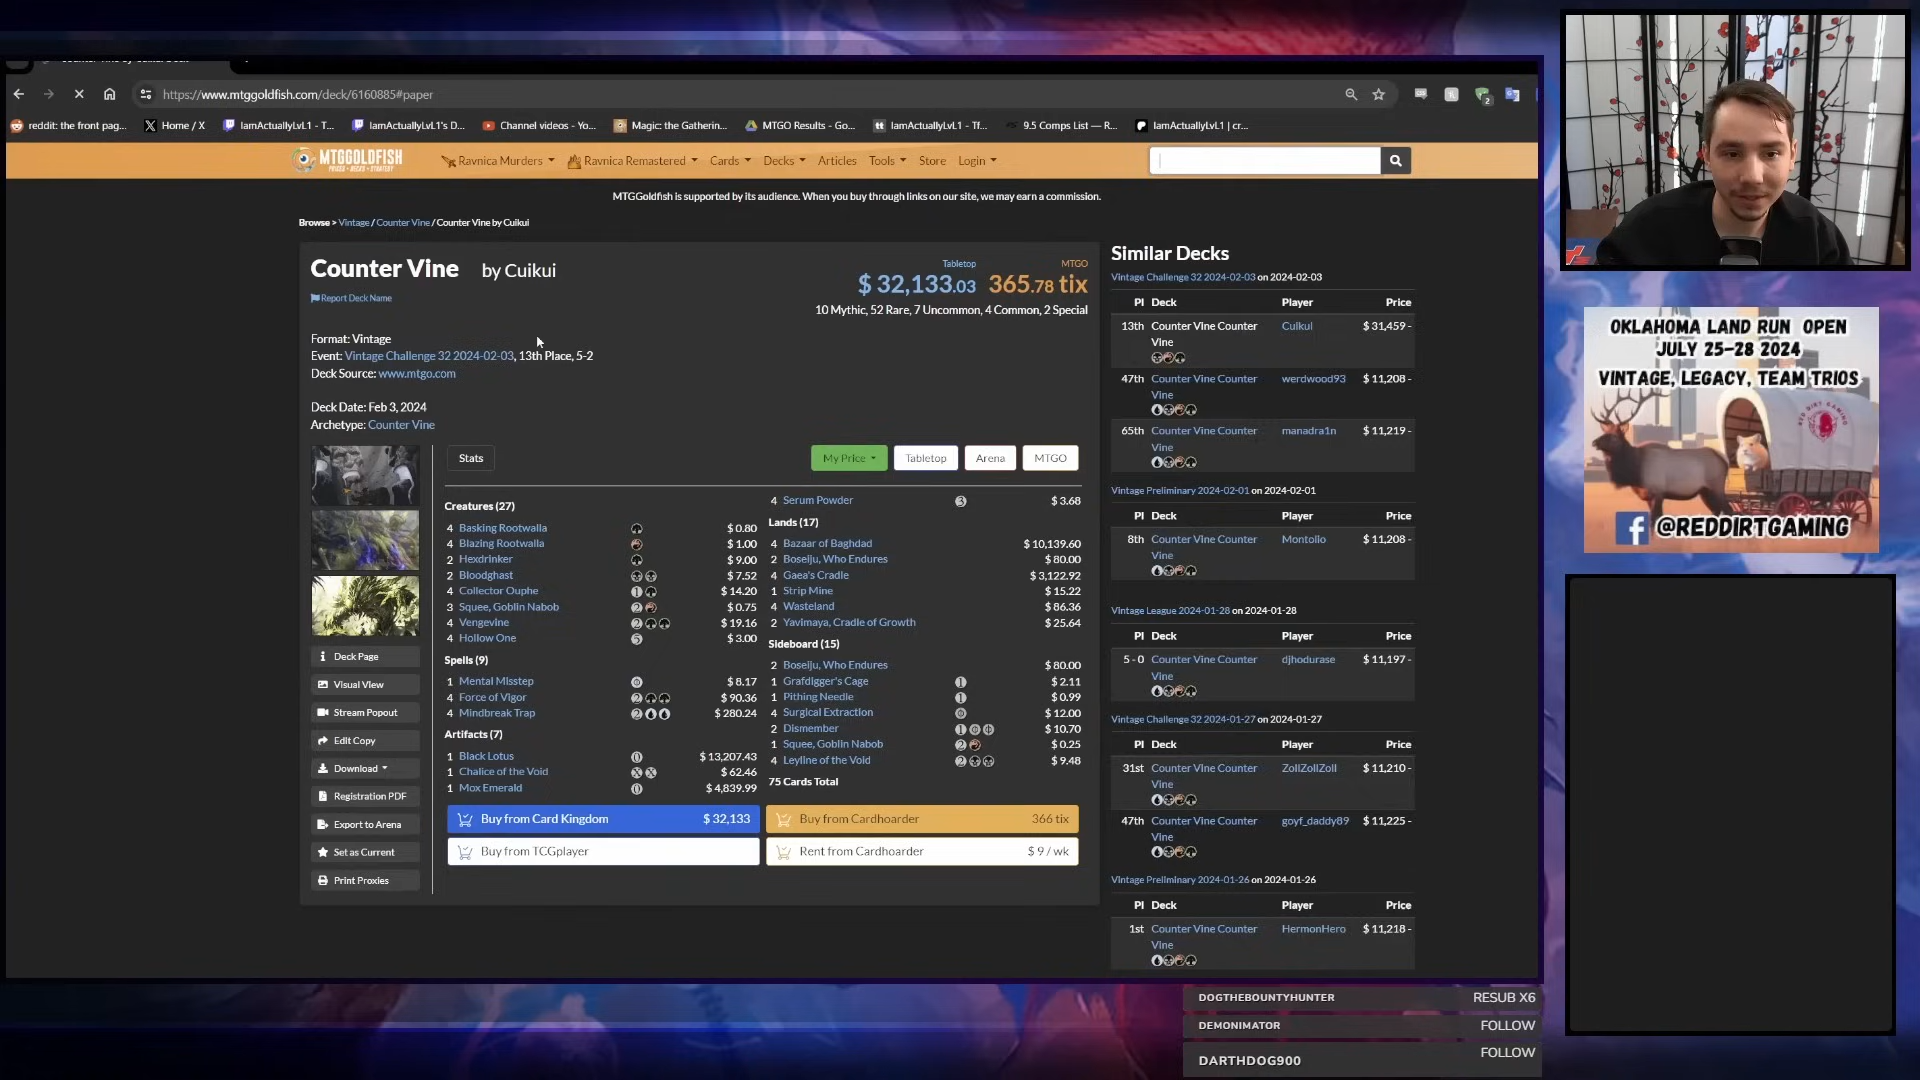 https://www.mtggoldfish.com/deck/6160885#paper
reddit: the front pag...
Home / X
IamActuallyLvl1 - T...
IamActuallyLvl1's D...
Channel videos - Yo...
Magic: the Gatherin...
MTGO Results - Go...
IamActuallyLvl1 - Tf...
9.5 Comps List — R...
IamActuallyLvl1 | cr...
MTGGOLDFISH
PRICES • DECKS • STRATEGY
Ravnica Murders
Ravnica Remastered
Cards
Decks
Articles
Tools
Store
Login
MTGGoldfish is supported by its audience. When you buy through links on our site, we may earn a commission.
Browse > Vintage / Counter Vine / Counter Vine by Cuikui
Counter Vine by Cuikui
Report Deck Name
Tabletop
$ 32,133.03
MTGO
365.78 tix
10 Mythic, 52 Rare, 7 Uncommon, 4 Common, 2 Special
Format: Vintage
Event: Vintage Challenge 32 2024-02-03, 13th Place, 5-2
Deck Source: www.mtgo.com
Deck Date: Feb 3, 2024
Archetype: Counter Vine
Stats
My Price
Tabletop
Arena
MTGO
Deck Page
Visual View
Stream Popout
Edit Copy
Download
Registration PDF
Export to Arena
Set as Current
Print Proxies
Creatures (27)
4 Basking Rootwalla $ 0.80
4 Blazing Rootwalla $ 1.00
2 Hexdrinker $ 9.00
2 Bloodghast $ 7.52
4 Collector Ouphe 1 $ 14.20
3 Squee, Goblin Nabob 2 $ 0.75
4 Vengevine 2 $ 19.16
4 Hollow One 5 $ 3.00
Spells (9)
1 Mental Misstep $ 8.17
4 Force of Vigor 2 $ 90.36
4 Mindbreak Trap 2 $ 280.24
Artifacts (7)
1 Black Lotus 0 $ 13,207.43
1 Chalice of the Void X X $ 62.46
1 Mox Emerald 0 $ 4,839.99
4 Serum Powder 3 $ 3.68
Lands (17)
4 Bazaar of Baghdad $ 10,139.60
2 Boseiju, Who Endures $ 80.00
4 Gaea's Cradle $ 3,122.92
1 Strip Mine $ 15.22
4 Wasteland $ 86.36
2 Yavimaya, Cradle of Growth $ 25.64
Sideboard (15)
2 Boseiju, Who Endures $ 80.00
1 Grafdigger's Cage 1 $ 2.11
1 Pithing Needle 1 $ 0.99
4 Surgical Extraction $ 12.00
2 Dismember 1 $ 10.70
1 Squee, Goblin Nabob 2 $ 0.25
4 Leyline of the Void 2 $ 9.48
75 Cards Total
Buy from Card Kingdom $ 32,133
Buy from Cardhoarder 366 tix
Buy from TCGplayer
Rent from Cardhoarder $ 9 / wk
Similar Decks
Vintage Challenge 32 2024-02-03 on 2024-02-03
Pl Deck Player Price
13th Counter Vine Counter Cuikui $ 31,459 -
Vine
47th Counter Vine Counter werdwood93 $ 11,208 -
Vine
65th Counter Vine Counter manadra1n $ 11,219 -
Vine
Vintage Preliminary 2024-02-01 on 2024-02-01
Pl Deck Player Price
8th Counter Vine Counter Montolio $ 11,208 -
Vine
Vintage League 2024-01-28 on 2024-01-28
Pl Deck Player Price
5 - 0 Counter Vine Counter djhodurase $ 11,197 -
Vine
Vintage Challenge 32 2024-01-27 on 2024-01-27
Pl Deck Player Price
31st Counter Vine Counter ZollZollZoll $ 11,210 -
Vine
47th Counter Vine Counter goyf_daddy89 $ 11,225 -
Vine
Vintage Preliminary 2024-01-26 on 2024-01-26
Pl Deck Player Price
1st Counter Vine Counter HermonHero $ 11,218 -
Vine
OKLAHOMA LAND RUN OPEN
JULY 25-28 2024
VINTAGE, LEGACY, TEAM TRIOS
@REDDIRTGAMING
DOGTHEBOUNTYHUNTER RESUB X6
DEMONIMATOR FOLLOW
DARTHDOG900 FOLLOW